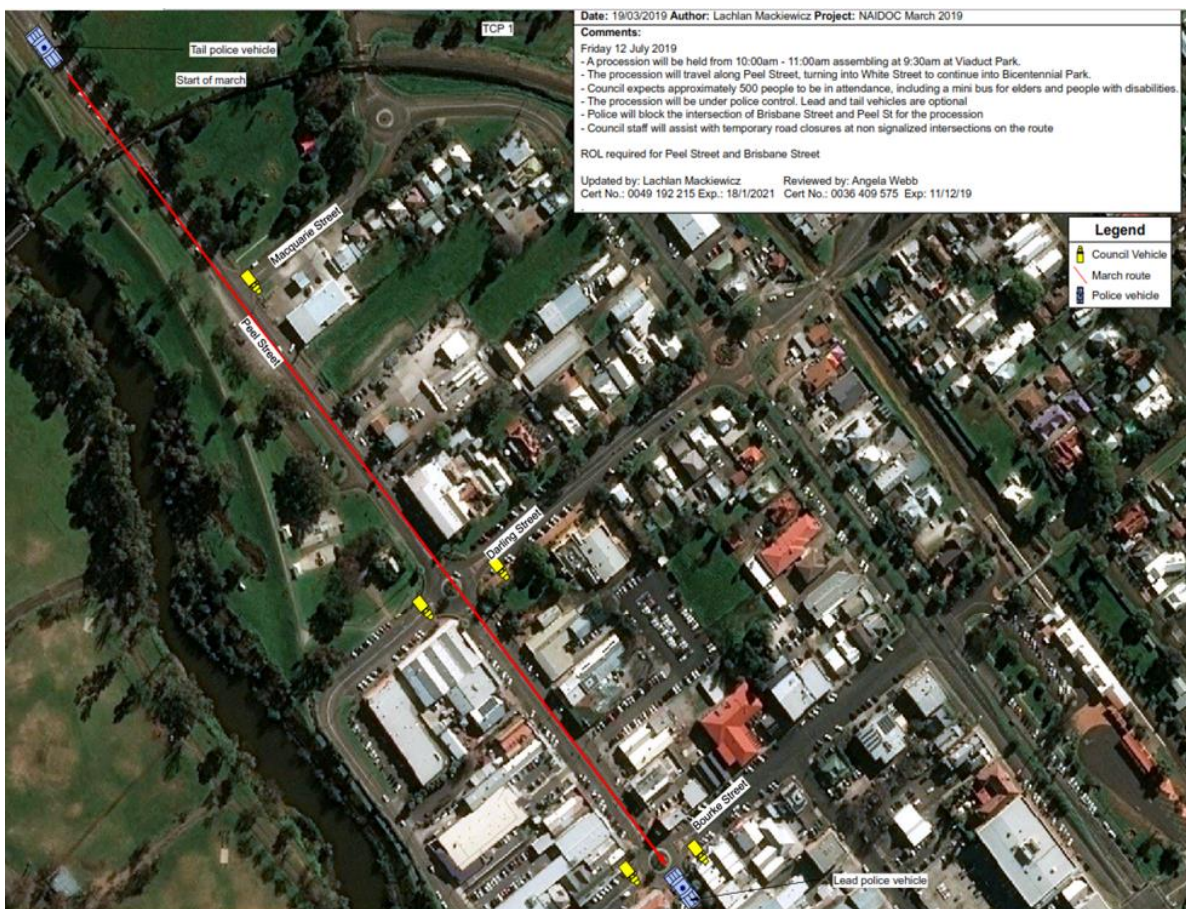 TCP 1
Tail police vehicle
Start of march
Date: 19/03/2019 Author: Lachlan Mackiewicz Project: NAIDOC March 2019
Comments:
Friday 12 July 2019
- A procession will be held from 10:00am - 11:00am assembling at 9:30am at Viaduct Park.
- The procession will travel along Peel Street, turning into White Street to continue into Bicentennial Park.
- Council expects approximately 500 people to be in attendance, including a mini bus for elders and people with disabilities.
- The procession will be under police control. Lead and tail vehicles are optional
- Police will block the intersection of Brisbane Street and Peel St for the procession
- Council staff will assist with temporary road closures at non signalized intersections on the route
ROL required for Peel Street and Brisbane Street
Updated by: Lachlan Mackiewicz Reviewed by: Angela Webb
Cert No.: 0049 192 215 Exp.: 18/1/2021 Cert No.: 0036 409 575 Exp: 11/12/19
Legend
Council Vehicle
March route
Police vehicle
Macquarie Street
Peel Street
Darling Street
Bourke Street
Lead police vehicle